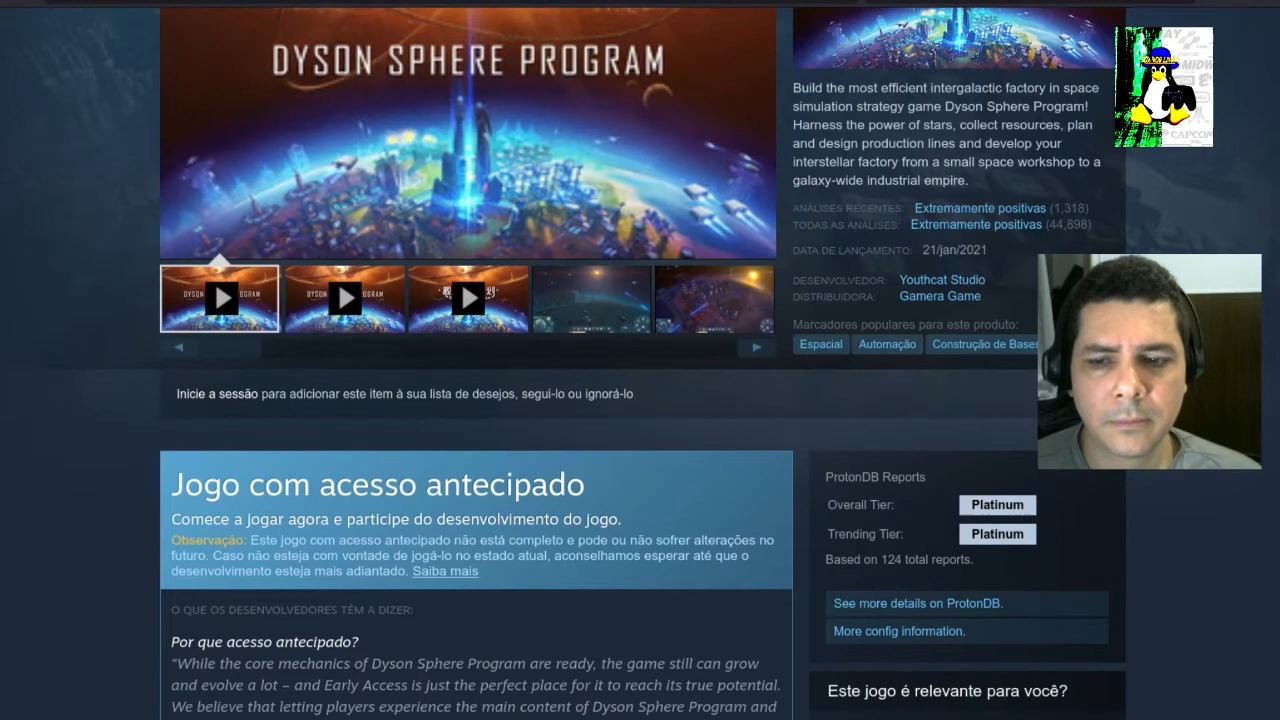 DYSON SPHERE PROGRAM
Build the most efficient intergalactic factory in space
simulation strategy game Dyson Sphere Program!
Harness the power of stars, collect resources, plan
and design production lines and develop your
interstellar factory from a small space workshop to a
galaxy-wide industrial empire.
ANÁLISES RECENTES: Extremamente positivas (1,318)
TODAS AS ANÁLISES: Extremamente positivas (44,898)
DATA DE LANÇAMENTO: 21/jan/2021
DESENVOLVEDOR: Youthcat Studio
DISTRIBUIDORA: Gamera Game
Marcadores populares para este produto:
Espacial Automação Construção de Bases
MIDW
CAPCOM
Inicie a sessão para adicionar este item à sua lista de desejos, segui-lo ou ignorá-lo
Jogo com acesso antecipado
Comece a jogar agora e participe do desenvolvimento do jogo.
Observação: Este jogo com acesso antecipado não está completo e pode ou não sofrer alterações no
futuro. Caso não esteja com vontade de jogá-lo no estado atual, aconselhamos esperar até que o
desenvolvimento esteja mais adiantado. Saiba mais
O QUE OS DESENVOLVEDORES TÊM A DIZER:
Por que acesso antecipado?
“While the core mechanics of Dyson Sphere Program are ready, the game still can grow
and evolve a lot – and Early Access is just the perfect place for it to reach its true potential.
We believe that letting players experience the main content of Dyson Sphere Program and
ProtonDB Reports
Overall Tier: Platinum
Trending Tier: Platinum
Based on 124 total reports.
See more details on ProtonDB.
More config information.
Este jogo é relevante para você?